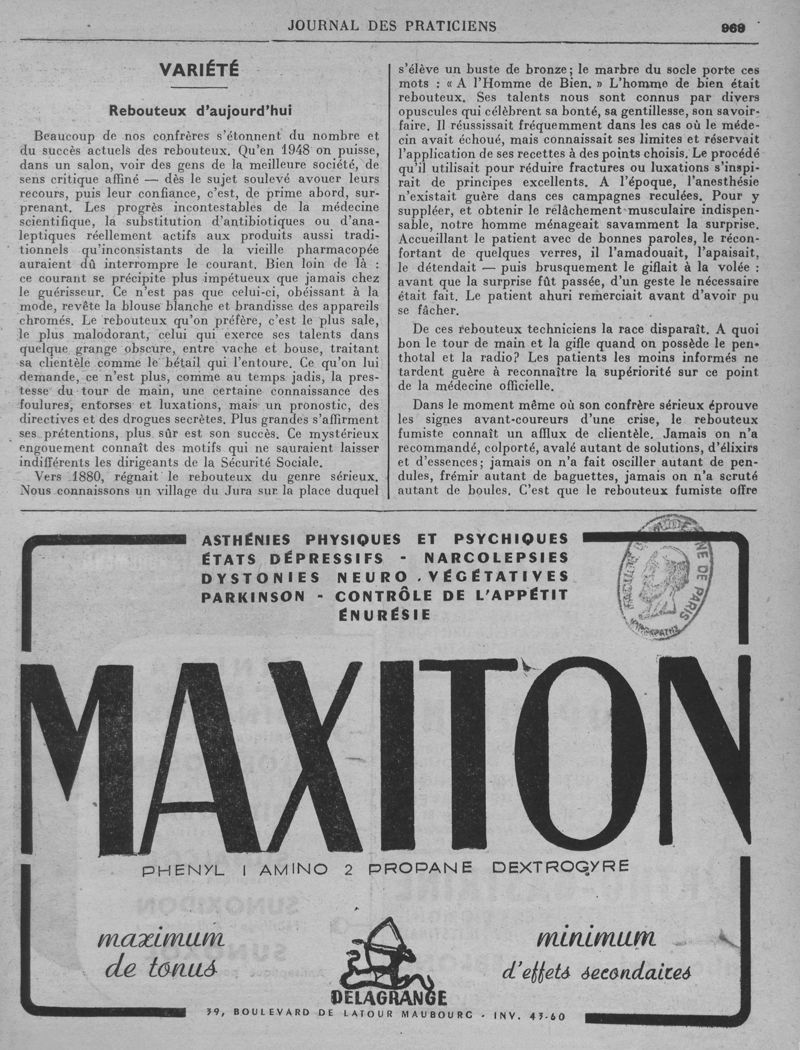 JOURNAL DES PRATICIENS
969
VARIÉTÉ
Rebouteux d'aujourd'hui
Beaucoup de nos confrères s'étonnent du nombre et
du succès actuels des rebouteux. Qu'en 1948 on puisse,
dans un salon, voir des gens de la meilleure société, de
sens critique affiné — dès le sujet soulevé avouer leurs
recours, puis leur confiance, c'est, de prime abord, sur-
prenant. Les progrès incontestables de la médecine
scientifique, la substitution d'antibiotiques ou d'ana-
leptiques réellement actifs aux produits aussi tradi-
tionnels qu'inconsistants de la vieille pharmacopée
auraient dû interrompre le courant. Bien loin de là :
ce courant se précipite plus impétueux que jamais chez
le guérisseur. Ce n'est pas que celui-ci, obéissant à la
mode, revête la blouse blanche et brandisse des appareils
chromés. Le rebouteux qu'on préfère, c'est le plus sale,
le plus malodorant, celui qui exerce ses talents dans
quelque grange obscure, entre vache et bouse, traitant
sa clientèle comme le bétail qui l'entoure. Ce qu'on lui
demande, ce n'est plus, comme au temps jadis, la pres-
tesse du tour de main, une certaine connaissance des
foulures, entorses et luxations, mais un pronostic, des
directives et des drogues secrètes. Plus grandes s'affirment
ses prétentions, plus sûr est son succès. Ce mystérieux
engouement connaît des motifs qui ne sauraient laisser
indifférents les dirigeants de la Sécurité Sociale.
Vers 1880, régnait le rebouteux du genre sérieux.
Nous connaissons un village du Jura sur la place duquel
s'élève un buste de bronze; le marbre du socle porte ces
mots : « A l'Homme de Bien. » L'homme de bien était
rebouteux. Ses talents nous sont connus par divers
opuscules qui célèbrent sa bonté, sa gentillesse, son savoir-
faire. Il réussissait fréquemment dans les cas où le méde-
cin avait échoué, mais connaissait ses limites et réservait
l'application de ses recettes à des points choisis. Le procédé
qu'il utilisait pour réduire fractures ou luxations s'inspi-
rait de principes excellents. A l'époque, l'anesthésie
n'existait guère dans ces campagnes reculées. Pour y
suppléer, et obtenir le relâchement musculaire indispen-
sable, notre homme ménageait savamment la surprise.
Accueillant le patient avec de bonnes paroles, le récon-
fortant de quelques verres, il l'amadouait, l'apaisait,
le détendait — puis brusquement le giflait à la volée :
avant que la surprise fût passée, d'un geste le nécessaire
était fait. Le patient ahuri remerciait avant d'avoir pu
se fâcher.
De ces rebouteux techniciens la race disparaît. A quoi
bon le tour de main et la gifle quand on possède le pen-
thotal et la radio? Les patients les moins informés ne
tardent guère à reconnaître la supériorité sur ce point
de la médecine officielle.
Dans le moment même où son confrère sérieux éprouve
les signes avant-coureurs d'une crise, le rebouteux
fumiste connaît un afflux de clientèle. Jamais on n'a
recommandé, colporté, avalé autant de solutions, d'élixirs
et d'essences; jamais on n'a fait osciller autant de pen-
dules, frémir autant de baguettes, jamais on n'a scruté
autant de boules. C'est que le rebouteux fumiste offre
ASTHÉNIES PHYSIQUES ET PSYCHIQUES
ÉTATS DÉPRESSIFS - NARCOLEPSIES
DYSTONIES NEURO-VÉGÉTATIVES
PARKINSON - CONTRÔLE DE L'APPÉTIT
ÉNURÉSIE
FACULTÉ DE MÉDECINE DE PARIS
MAXITON
PHENYL 1 AMINO 2 PROPANE DEXTROGYRE
maximum
de tonus
minimum
d'effets secondaires
DELAGRANGE
39, BOULEVARD DE LATOUR MAUBOURG - INV. 43-60